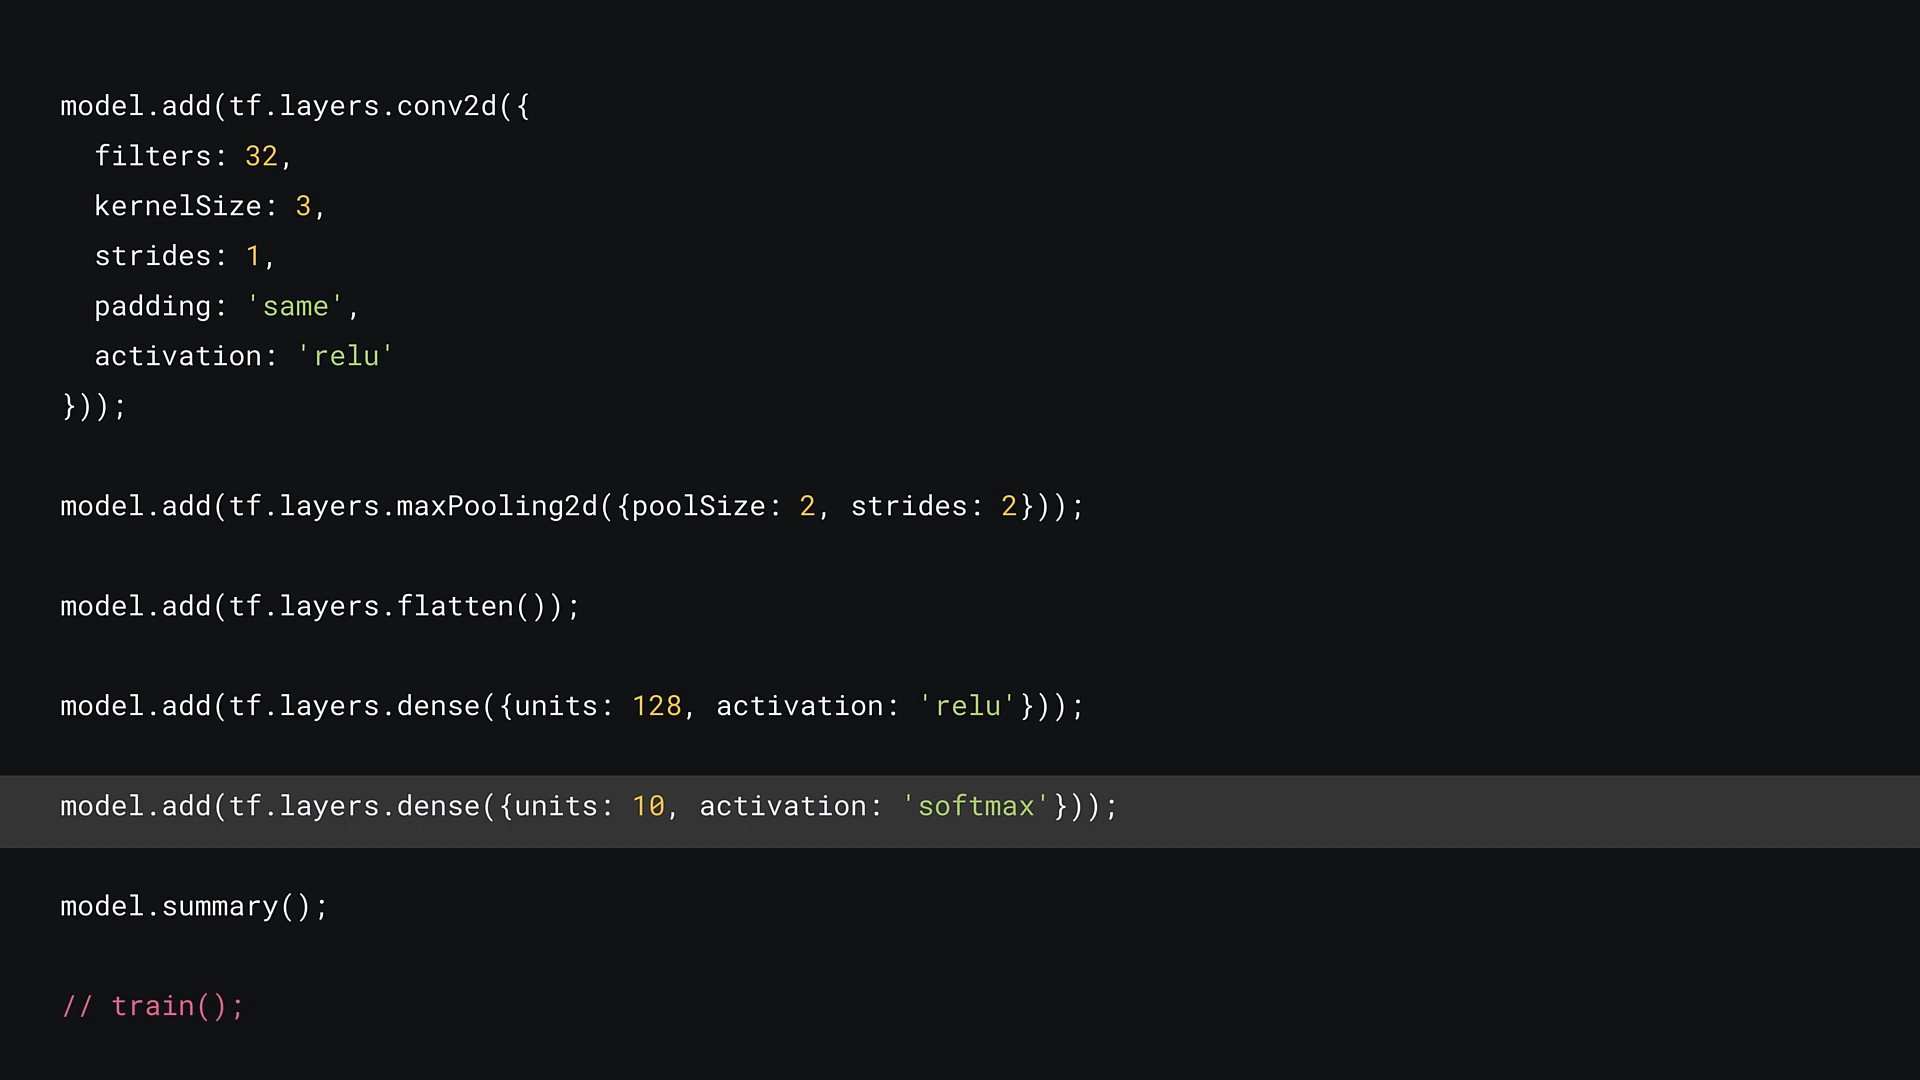 model.add(tf.layers.conv2d({
  filters: 32,
  kernelSize: 3,
  strides: 1,
  padding: 'same',
  activation: 'relu'
}));
model.add(tf.layers.maxPooling2d({poolSize: 2, strides: 2}));
model.add(tf.layers.flatten());
model.add(tf.layers.dense({units: 128, activation: 'relu'}));
model.add(tf.layers.dense({units: 10, activation: 'softmax'}));
model.summary();
// train();